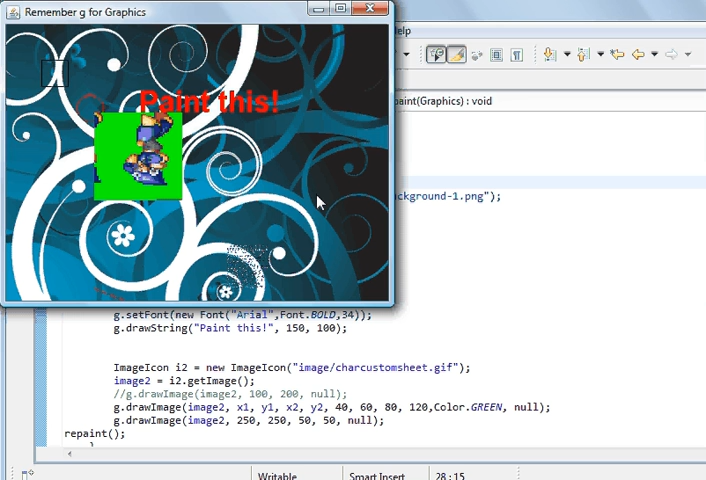 Remember g for Graphics
Help
Paint this!
paint(Graphics) : void
ckground-1.png");
g.setFont(new Font("Arial",Font.BOLD,34));
g.drawString("Paint this!", 150, 100);
ImageIcon i2 = new ImageIcon("image/charcustomsheet.gif");
image2 = i2.getImage();
//g.drawImage(image2, 100, 200, null);
g.drawImage(image2, x1, y1, x2, y2, 40, 60, 80, 120,Color.GREEN, null);
g.drawImage(image2, 250, 250, 50, 50, null);
repaint();
}
Writable Smart Insert 28 : 15